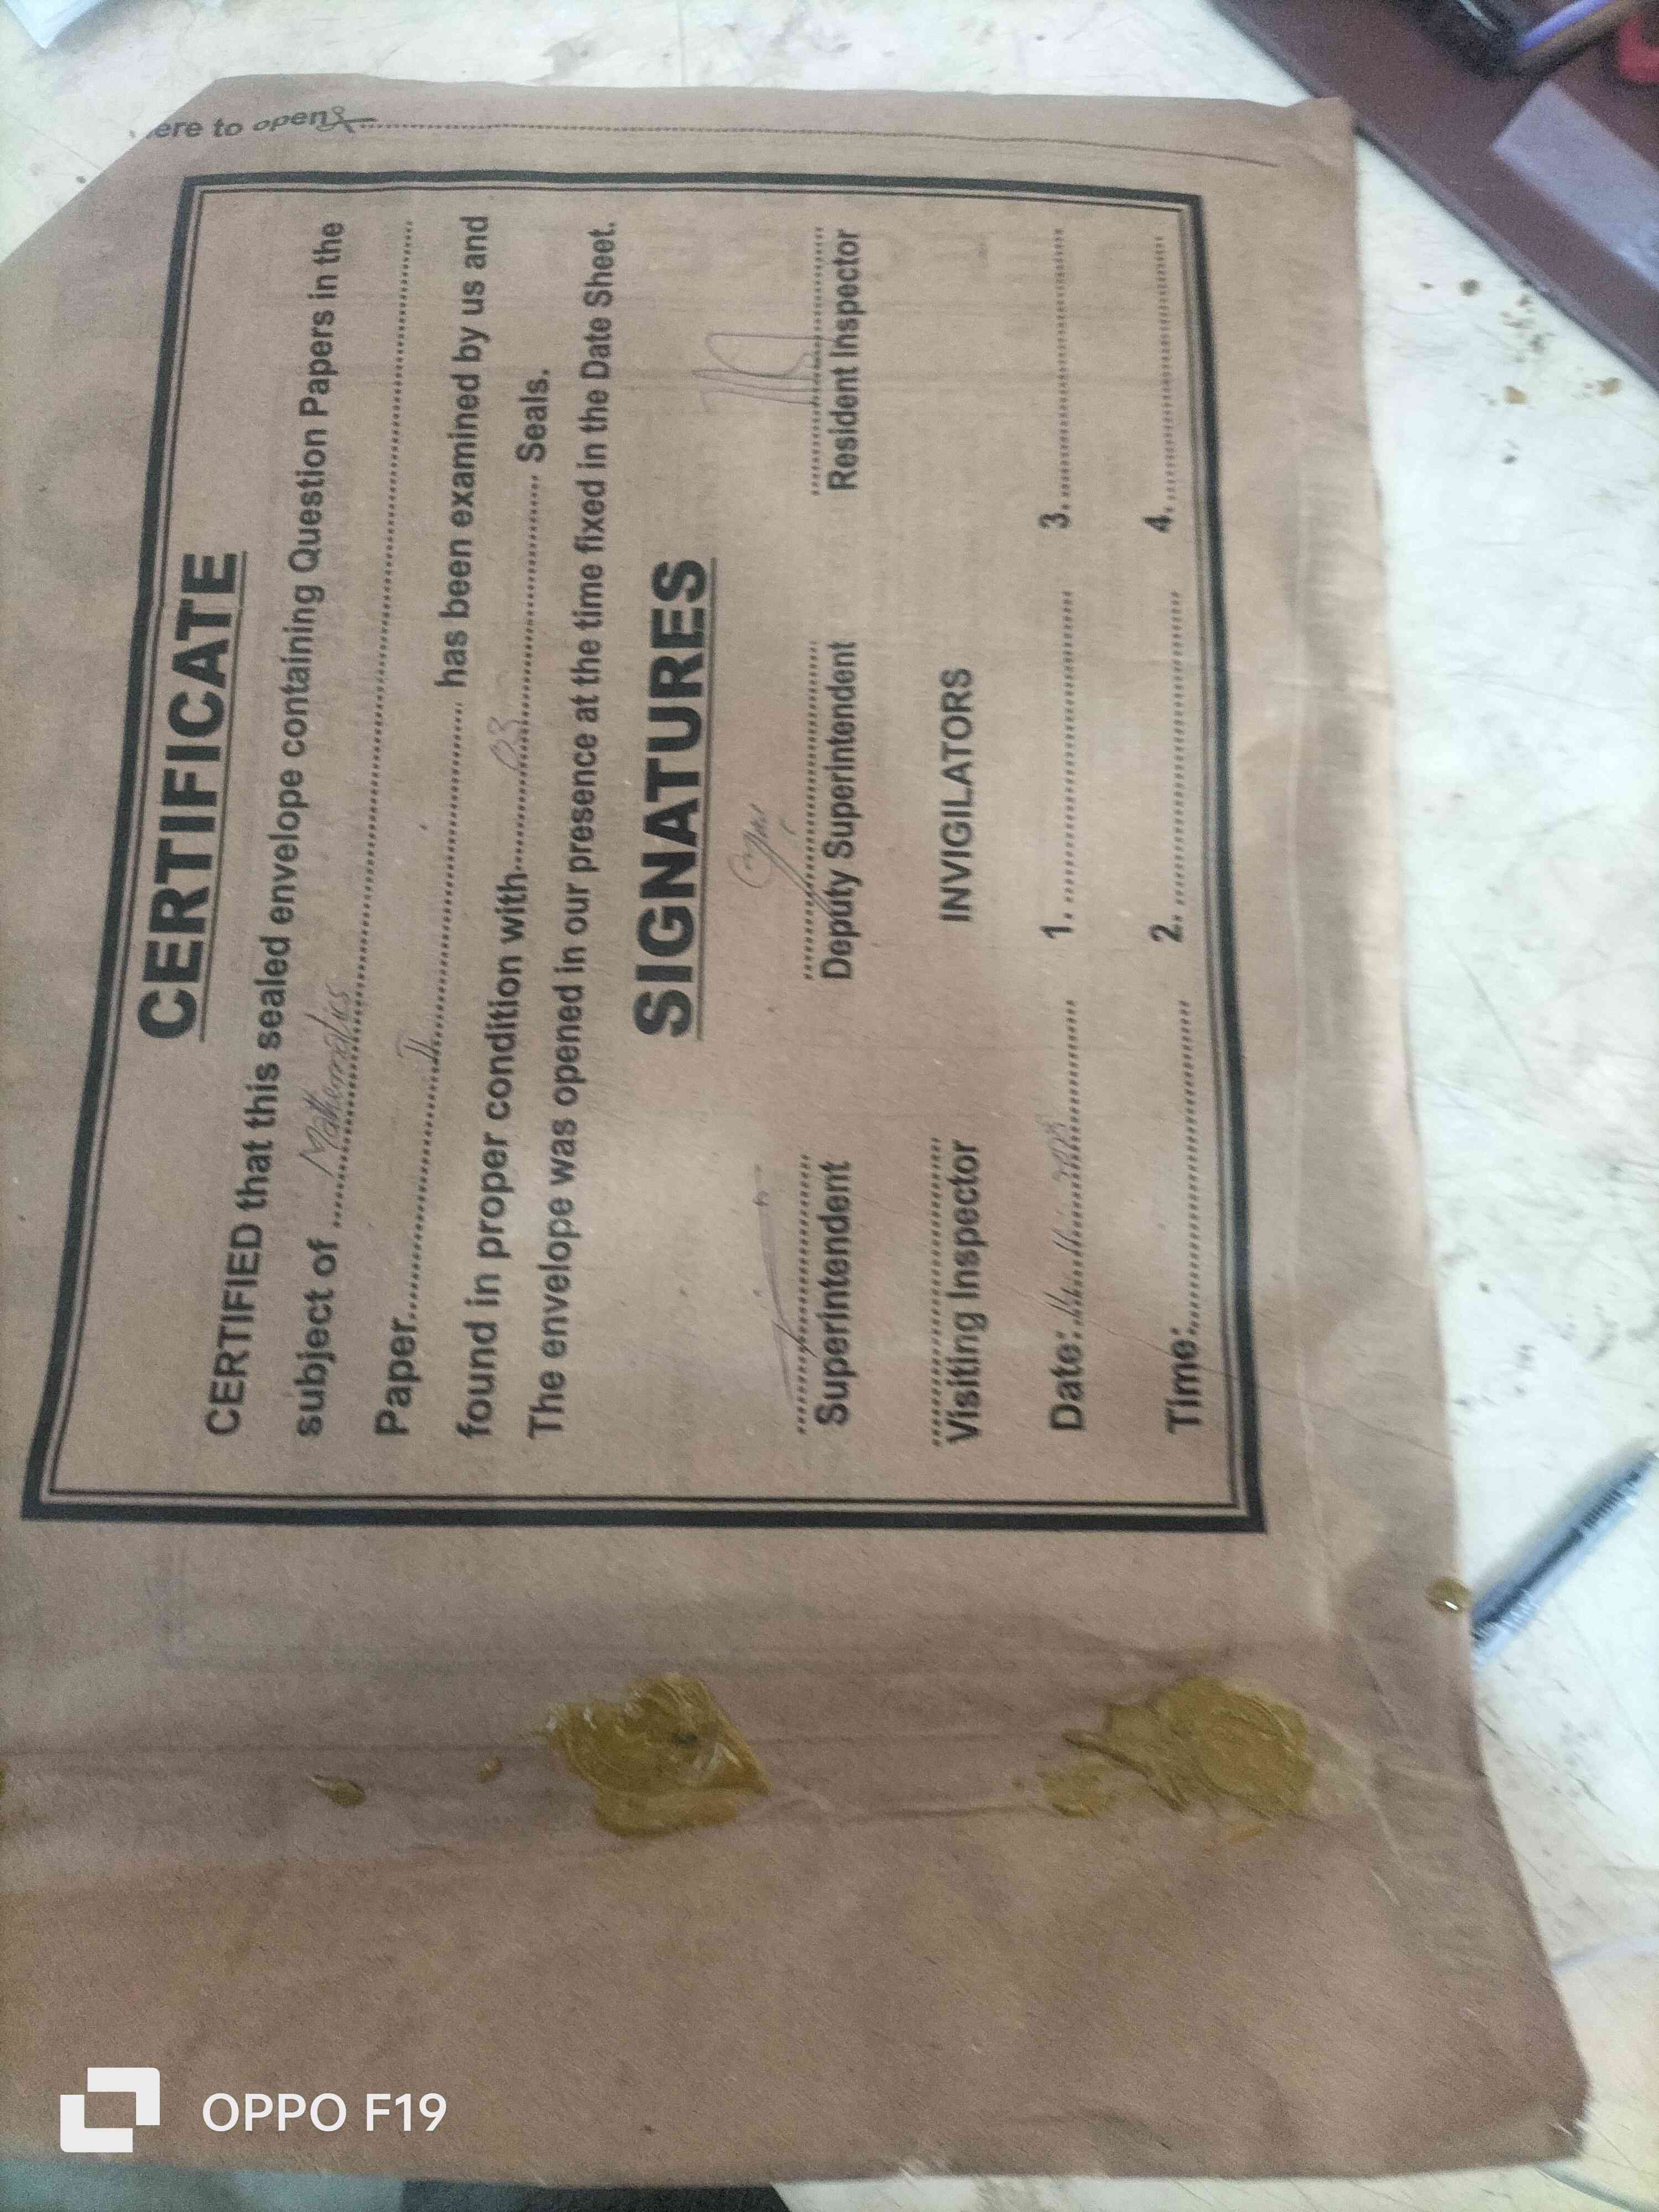 ere to open
CERTIFICATE
CERTIFIED that this sealed envelope containing Question Papers in the
subject of ...... Mathematics ......
Paper...... II ...... has been examined by us and
found in proper condition with...... 03 ...... Seals.
The envelope was opened in our presence at the time fixed in the Date Sheet.
SIGNATURES
Superintendent Deputy Superintendent Resident Inspector
Visiting Inspector INVIGILATORS
Date: 1. 3.
Time: 2. 4.
OPPO F19